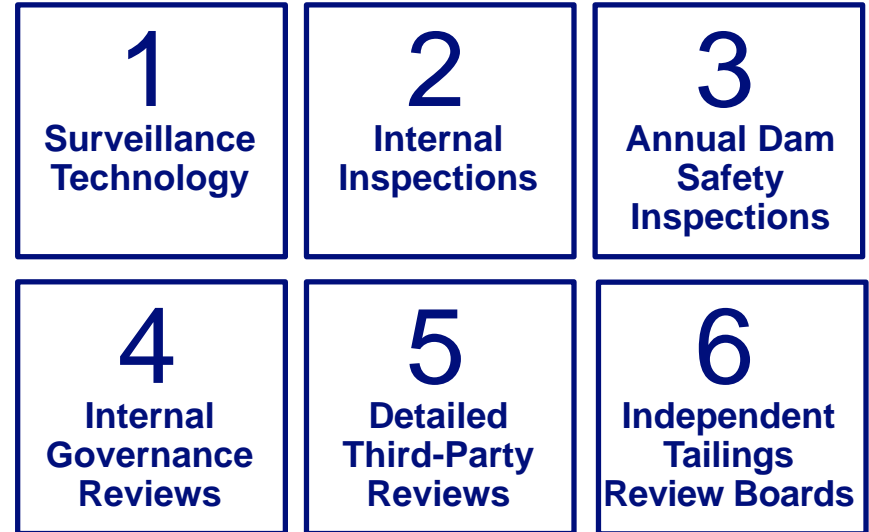 1
Surveillance
Technology
2
Internal
Inspections
3
Annual Dam
Safety
Inspections
4
Internal
Governance
Reviews
5
Detailed
Third-Party
Reviews
6
Independent
Tailings
Review Boards